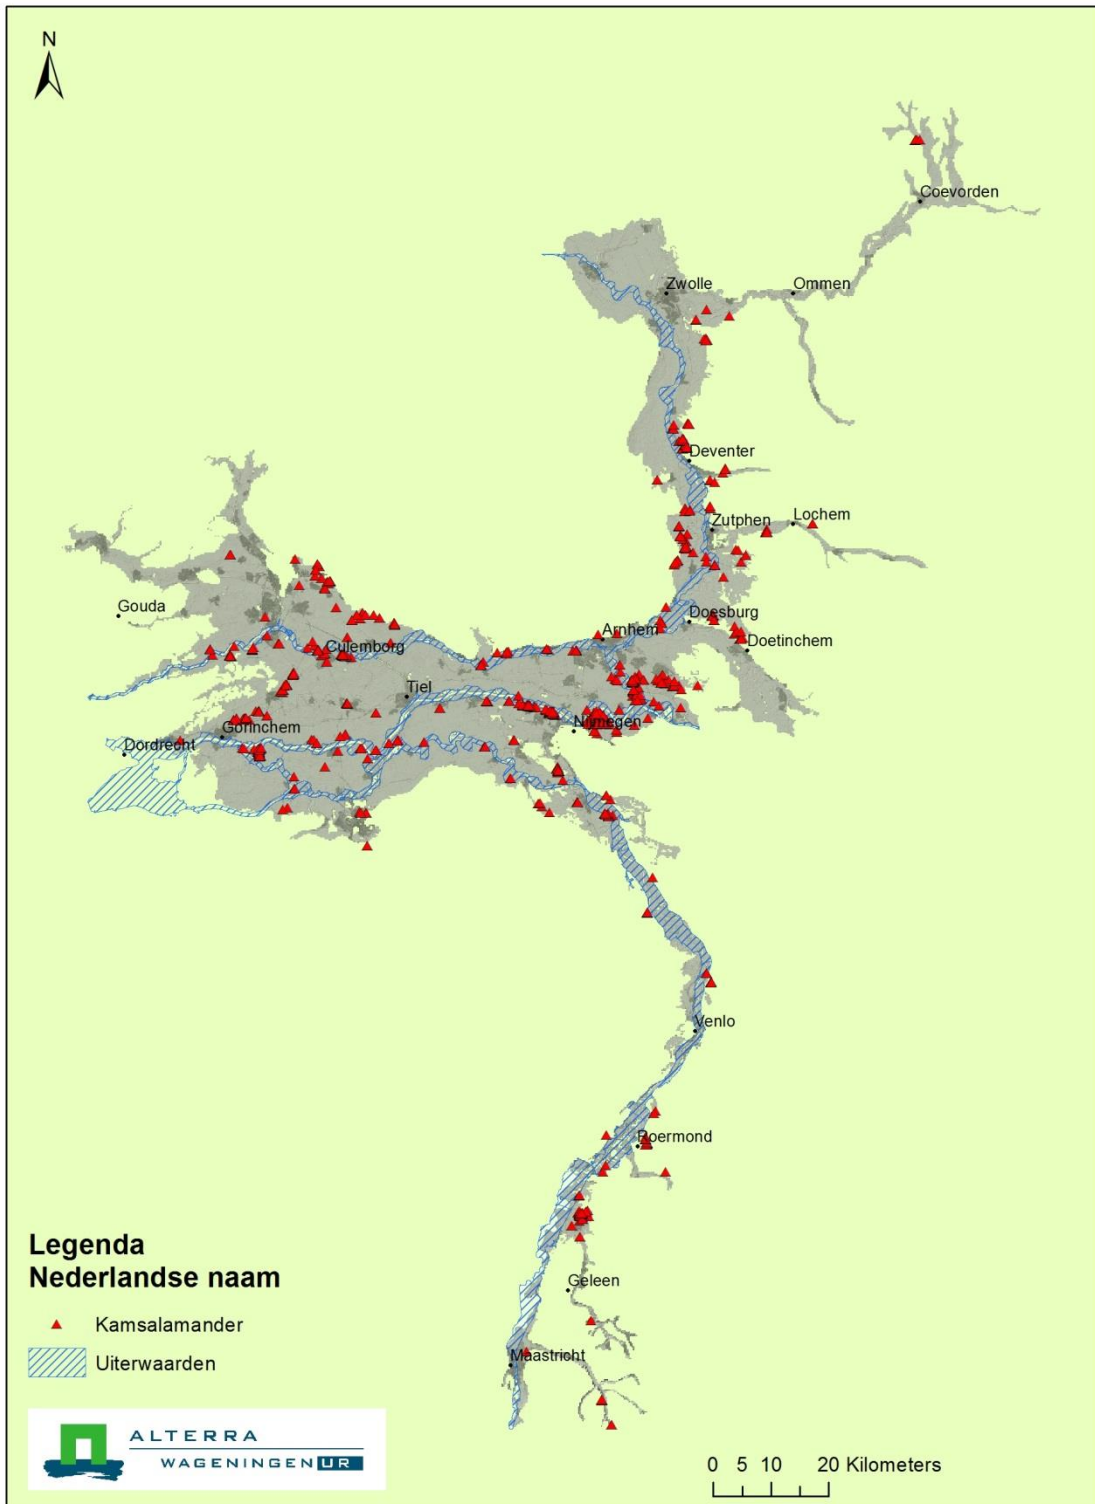 N
Coevorden
Zwolle
Ommen
Deventer
Zutphen
Lochem
Gouda
Doesburg
Arnhem
Culemborg
Doetinchem
Tiel
Nijmegen
Gorinchem
Dordrecht
Venlo
Roermond
Geleen
Maastricht
Legenda
Nederlandse naam
Kamsalamander
Uiterwaarden
ALTERRA
WAGENINGEN UR
0 5 10 20 Kilometers